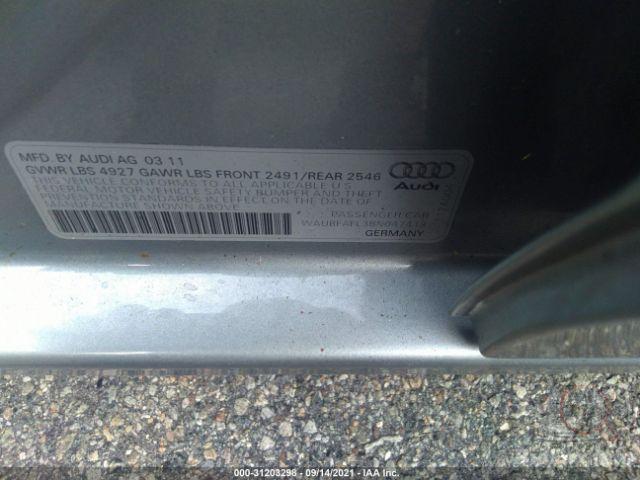 MFD. BY AUDI AG 03 11
GVWR LBS 4927 GAWR LBS FRONT 2491/REAR 2546
THIS VEHICLE CONFORMS TO ALL APPLICABLE U.S.
FEDERAL MOTOR VEHICLE SAFETY BUMPER AND THEFT
PREVENTION STANDARDS IN EFFECT ON THE DATE OF
MANUFACTURE SHOWN ABOVE.
Audi
PASSENGER CAR
GERMANY
000-31203298 - 09/14/2021 - IAA Inc.